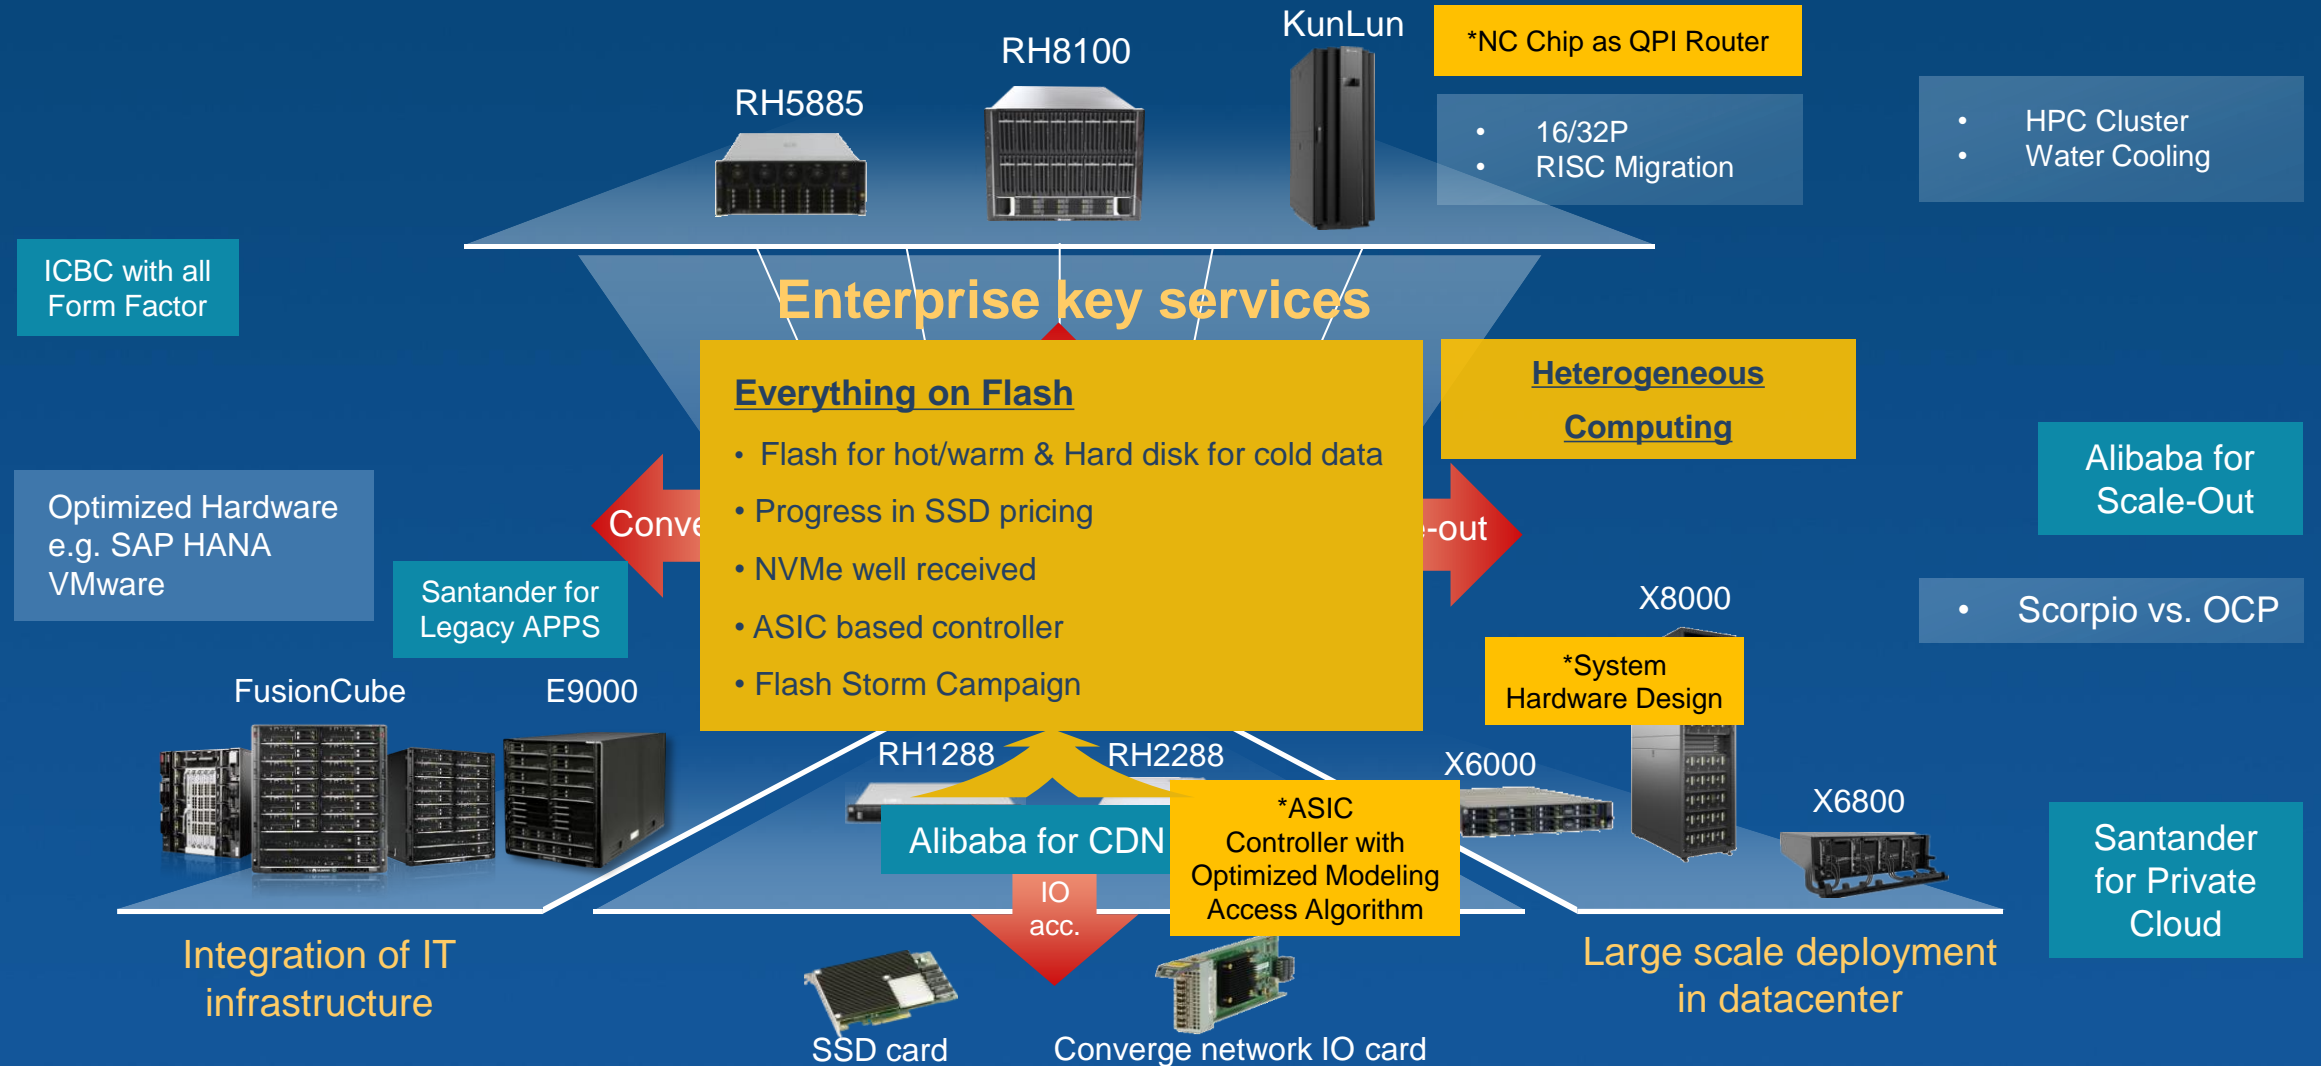 KunLun
*NC Chip as QPI Router
RH8100
RH5885
• 16/32P
• RISC Migration
• HPC Cluster
• Water Cooling
ICBC with all
Form Factor
Enterprise key services
Everything on Flash
• Flash for hot/warm & Hard disk for cold data
• Progress in SSD pricing
• NVMe well received
• ASIC based controller
• Flash Storm Campaign
Heterogeneous
Computing
Alibaba for
Scale-Out
Optimized Hardware
e.g. SAP HANA
VMware
Conve
-out
Santander for
Legacy APPS
X8000
• Scorpio vs. OCP
*System
Hardware Design
FusionCube
E9000
RH1288
RH2288
X6000
X6800
Alibaba for CDN
*ASIC
Controller with
Optimized Modeling
Access Algorithm
IO
acc.
Santander
for Private
Cloud
Integration of IT
infrastructure
Large scale deployment
in datacenter
SSD card
Converge network IO card